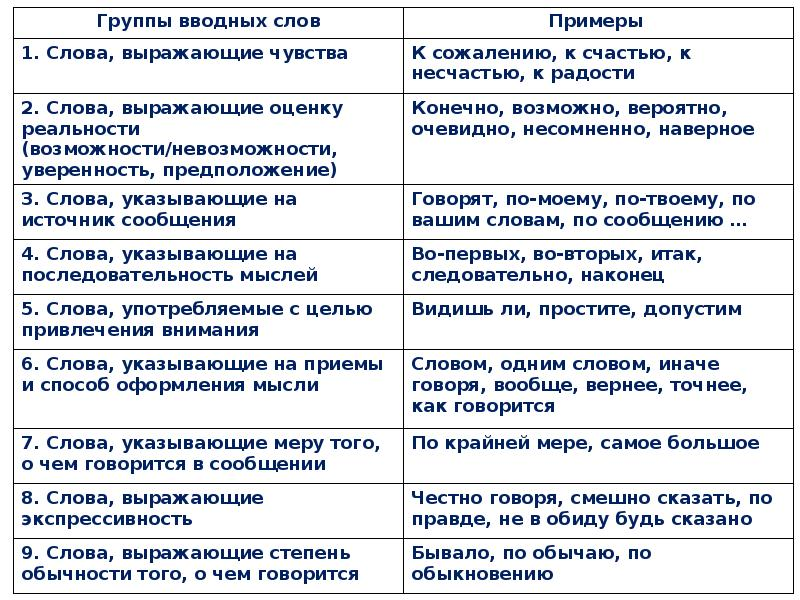 Группы вводных слов
Примеры
1. Слова, выражающие чувства
К сожалению, к счастью, к
несчастью, к радости
2. Слова, выражающие оценку
реальности
(возможности/невозможности,
уверенность, предположение)
Конечно, возможно, вероятно,
очевидно, несомненно, наверное
3. Слова, указывающие на
источник сообщения
Говорят, по-моему, по-твоему, по
вашим словам, по сообщению ...
4. Слова, указывающие на
последовательность мыслей
Во-первых, во-вторых, итак,
следовательно, наконец
5. Слова, употребляемые с целью
привлечения внимания
Видишь ли, простите, допустим
6. Слова, указывающие на приемы
и способ оформления мысли
Словом, одним словом, иначе
говоря, вообще, вернее, точнее,
как говорится
7. Слова, указывающие меру того,
о чем говорится в сообщении
По крайней мере, самое большое
8. Слова, выражающие
экспрессивность
Честно говоря, смешно сказать, по
правде, не в обиду будь сказано
9. Слова, выражающие степень
обычности того, о чем говорится
Бывало, по обычаю, по
обыкновению